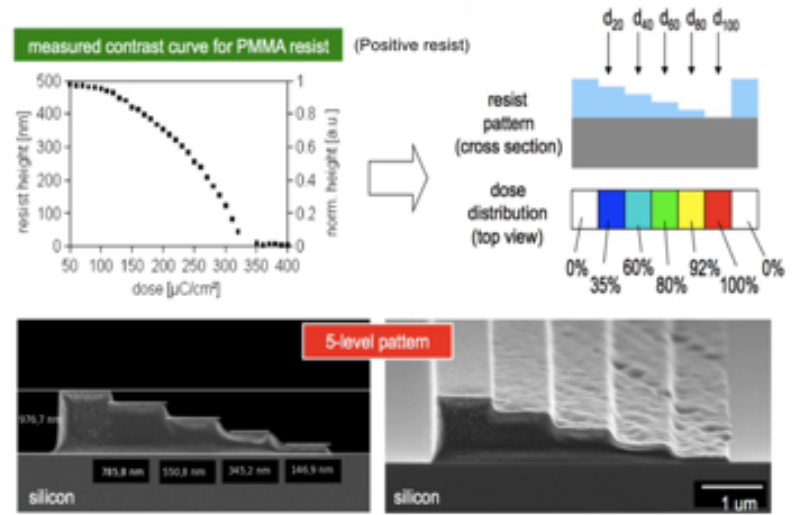 measured contrast curve for PMMA resist
(Positive resist)
d20 d40 d60 d80 d100
500
400
300
200
100
0
resist height [nm]
1
0.8
0.6
0.4
0.2
0
norm. height [a.u.]
50 100 150 200 250 300 350 400
dose [µC/cm²]
resist
pattern
(cross section)
dose
distribution
(top view)
0% 35% 60% 80% 92% 100% 0%
5-level pattern
976,7 nm
785,8 nm 550,8 nm 345,2 nm 146,9 nm
silicon
silicon
1 um